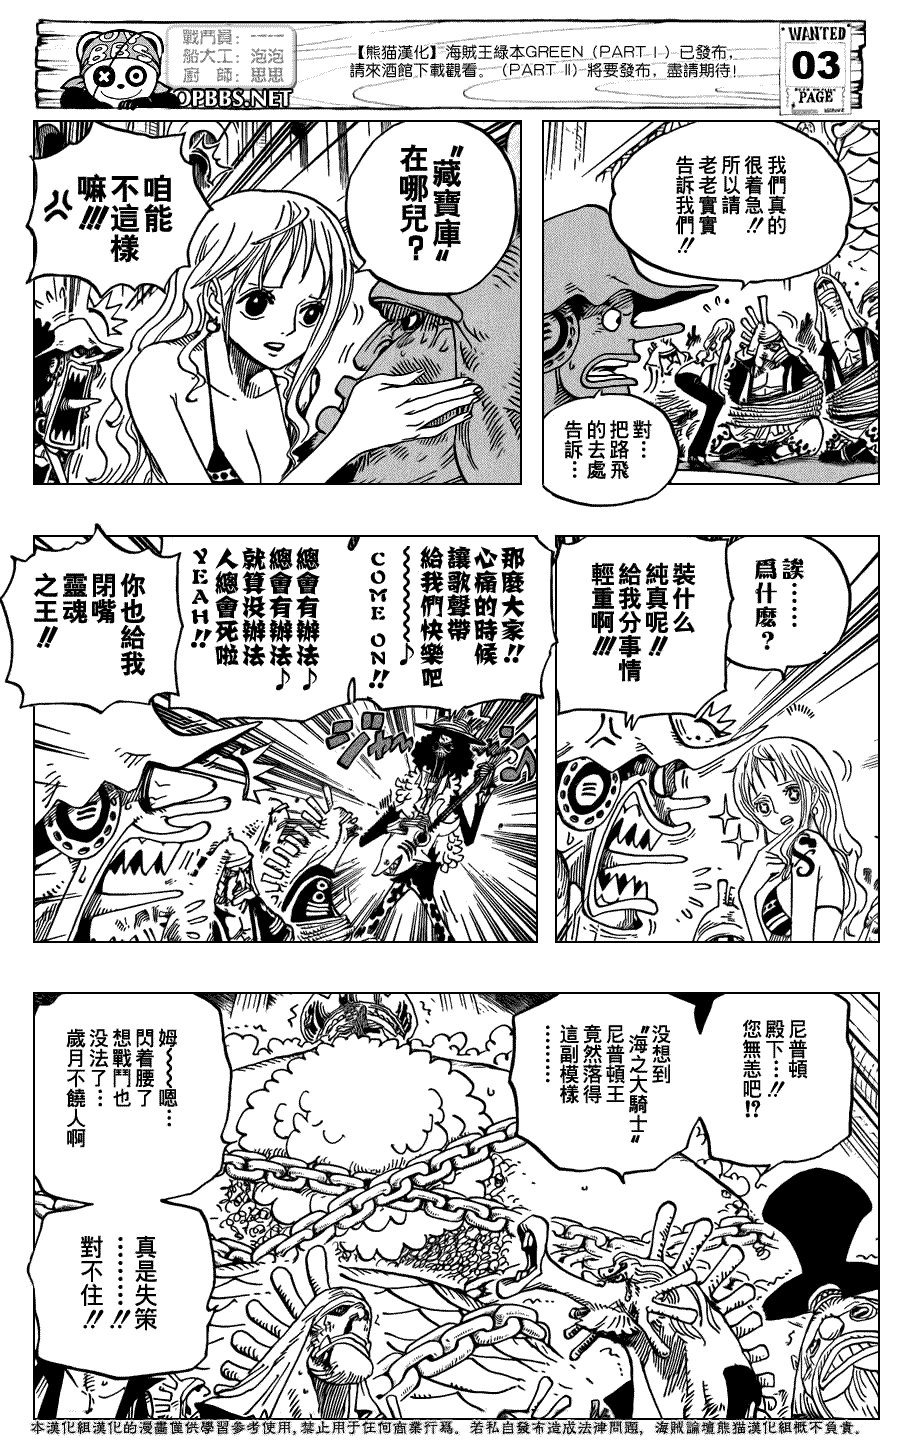 戰鬥員：一一
船大工：泡泡
廚　師：思思
OPBBS.NET
【熊猫漢化】海賊王綠本GREEN（PART I ）已發布，
請來酒館下載觀看。（PART II）將要發布，盡請期待！
WANTED
03
PAGE
我們真的
很着急!!
所以請
老老實實
告訴我們!!
對…
把路飛
的去處
告訴…
"藏寶庫"
在哪兒?
咱能
不這樣
嘛!!!
誒……
爲什麼?
裝什么
純真呢!!
給我分事情
輕重啊!!!
那麼大家!!
心痛的時候
讓歌聲帶
給我們快樂吧
~~~~~♪
COME ON!!
總會有辦法♪
總會有辦法♪
就算没辦法
人總會死啦
YEAH!!
ジャーーン♪
你也給我
閉嘴
靈魂
之王!!
尼普頓
殿下…!!
您無恙吧!?
没想到
"海之大騎士"
尼普頓王
竟然落得
這副模樣
………
姆~~嗯…
閃着腰了
想戰鬥也
没法了…
歲月不饒人啊
真是失策
………!!
對不住!!
本漢化組漢化的漫畫僅供學習參考使用，禁止用于任何商業行爲。若私自發布造成法律問題，海賊論壇熊猫漢化組概不負責。